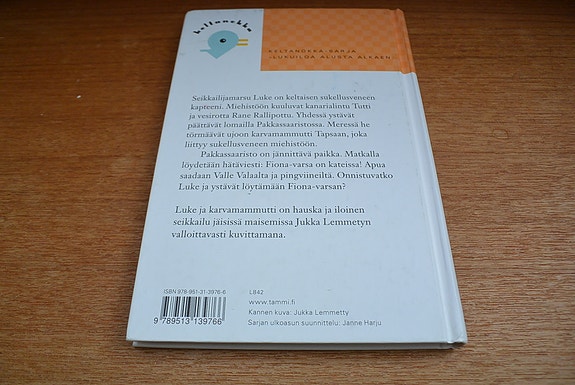 keltanokka
KELTANOKKA-SARJA
–LUKUILOA ALUSTA ALKAEN!
Seikkailijamarsu Luke on keltaisen sukellusveneen
kapteeni. Miehistöön kuuluvat kanarialintu Tutti
ja vesirotta Rane Rallipottu. Yhdessä ystävät
päättävät lomailla Pakkassaaristossa. Meressä he
törmäävät ujoon karvamammutti Tapsaan, joka
liittyy sukellusveneen miehistöön.
Pakkassaaristo on jännittävä paikka. Matkalla
löydetään hätäviesti: Fiona-varsa on kateissa! Apua
saadaan Valle Valaalta ja pingviineiltä. Onnistuvatko
Luke ja ystävät löytämään Fiona-varsan?
Luke ja karvamammutti on hauska ja iloinen
seikkailu jäisissä maisemissa Jukka Lemmetyn
valloittavasti kuvittamana.
ISBN 978-951-31-3976-6
L842
www.tammi.fi
Kannen kuva: Jukka Lemmetty
Sarjan ulkoasun suunnittelu: Janne Harju
9 789513 139766